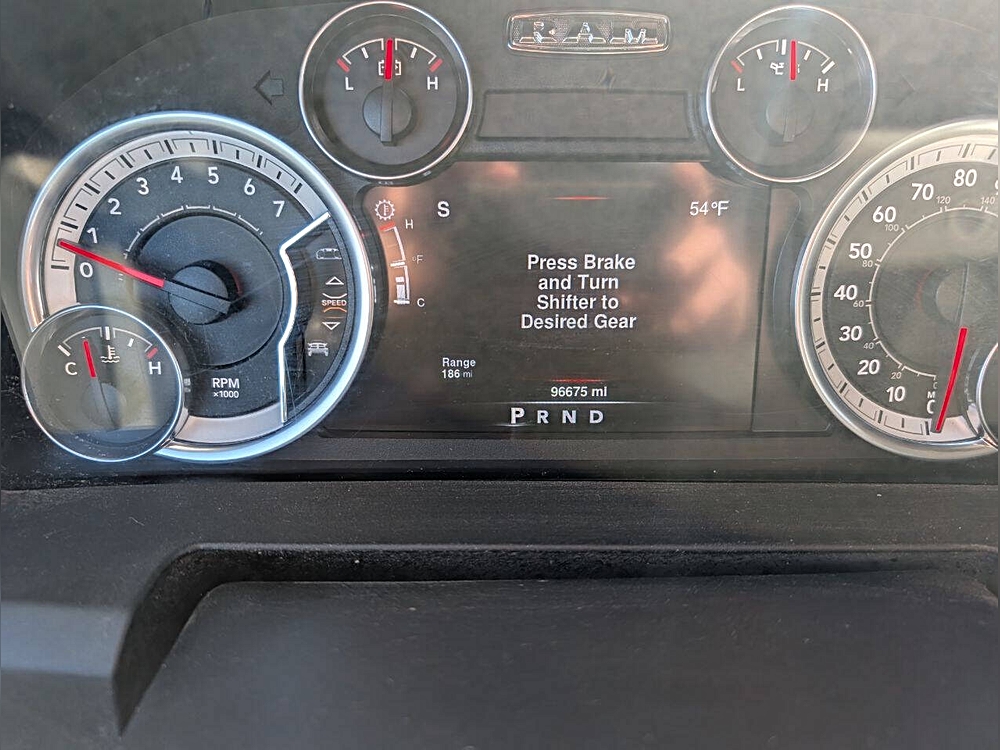 RAM
L H
L H
0 1 2 3 4 5 6 7
RPM
×1000
SPEED
C H
H
°F
C
S
54°F
Press Brake
and Turn
Shifter to
Desired Gear
Range
186 mi
96675 mi
P R N D
0 10 20 30 40 50 60 70 80
20 60 80 100 120 140